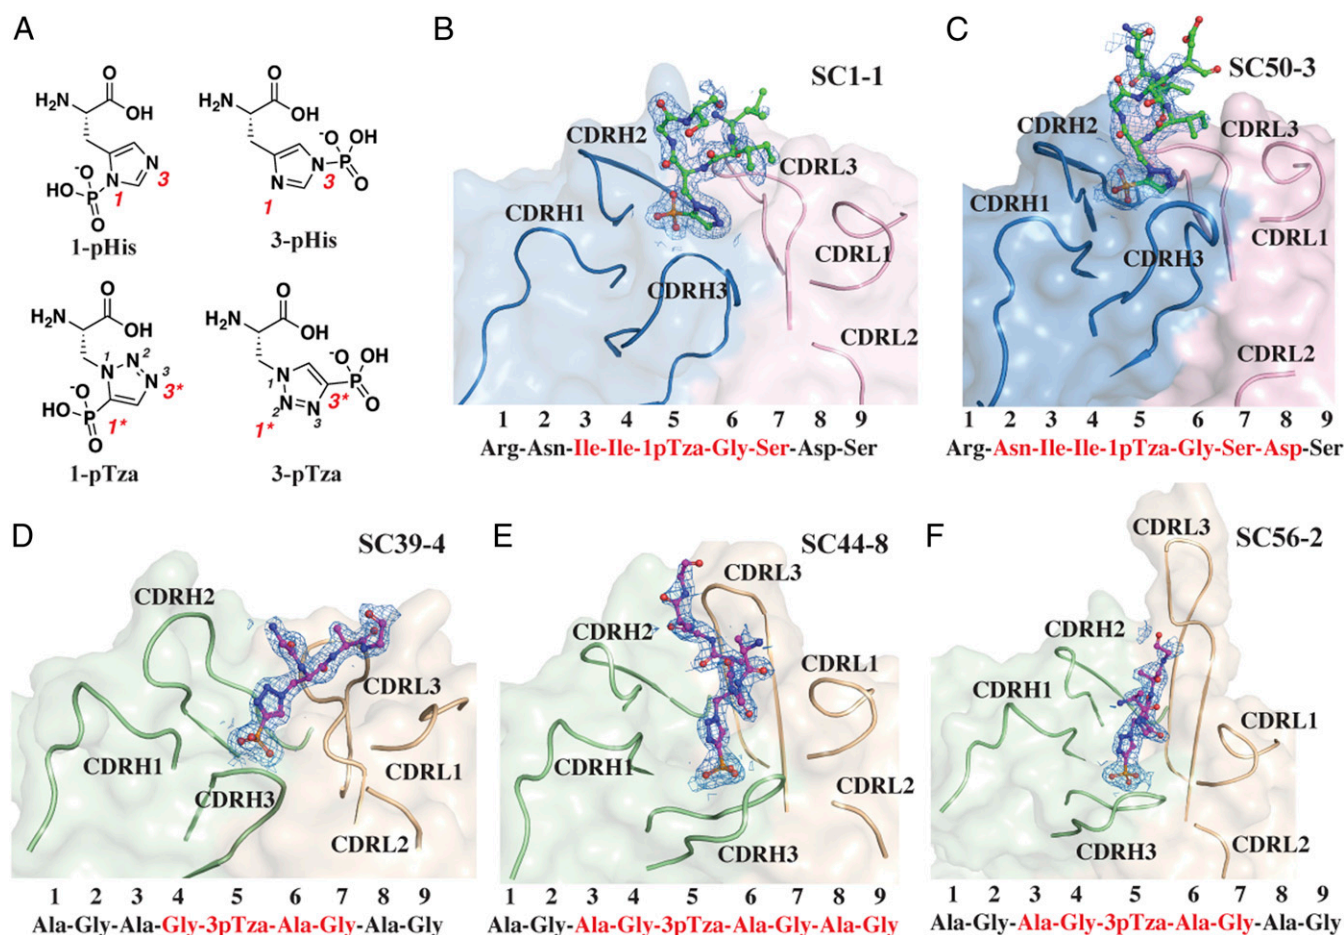 A
H₂N
O
OH
⁻O
HO
P
O
N
N
1
3
1-pHis
H₂N
O
OH
⁻O
OH
P
O
N
N
3
1
3-pHis
H₂N
O
OH
1
2
3
N
N
N
⁻O
HO
P
O
3*
1*
1-pTza
H₂N
O
OH
⁻O
OH
P
O
1
2
3
N
N=N
3*
1*
3-pTza
B
SC1-1
CDRH2
CDRL3
CDRH1
CDRL1
CDRH3
CDRL2
1 2 3 4 5 6 7 8 9
Arg-Asn-Ile-Ile-1pTza-Gly-Ser-Asp-Ser
C
SC50-3
CDRH2
CDRL3
CDRH1
CDRL1
CDRH3
CDRL2
1 2 3 4 5 6 7 8 9
Arg-Asn-Ile-Ile-1pTza-Gly-Ser-Asp-Ser
D
SC39-4
CDRH2
CDRL3
CDRH1
CDRL1
CDRH3
CDRL2
1 2 3 4 5 6 7 8 9
Ala-Gly-Ala-Gly-3pTza-Ala-Gly-Ala-Gly
E
SC44-8
CDRL3
CDRH2
CDRL1
CDRH1
CDRL2
CDRH3
1 2 3 4 5 6 7 8 9
Ala-Gly-Ala-Gly-3pTza-Ala-Gly-Ala-Gly
F
CDRL3
SC56-2
CDRH2
CDRH1
CDRL1
CDRH3
CDRL2
1 2 3 4 5 6 7 8 9
Ala-Gly-Ala-Gly-3pTza-Ala-Gly-Ala-Gly